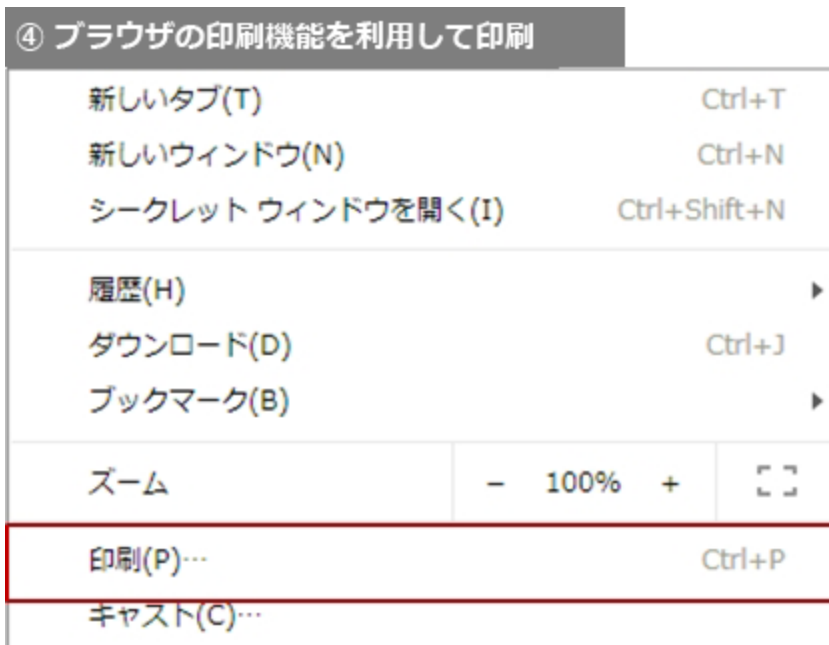 ④ ブラウザの印刷機能を利用して印刷
新しいタブ(T) Ctrl+T
新しいウィンドウ(N) Ctrl+N
シークレット ウィンドウを開く(I) Ctrl+Shift+N
履歴(H)
ダウンロード(D) Ctrl+J
ブックマーク(B)
ズーム － 100% +
印刷(P)… Ctrl+P
キャスト(C)…